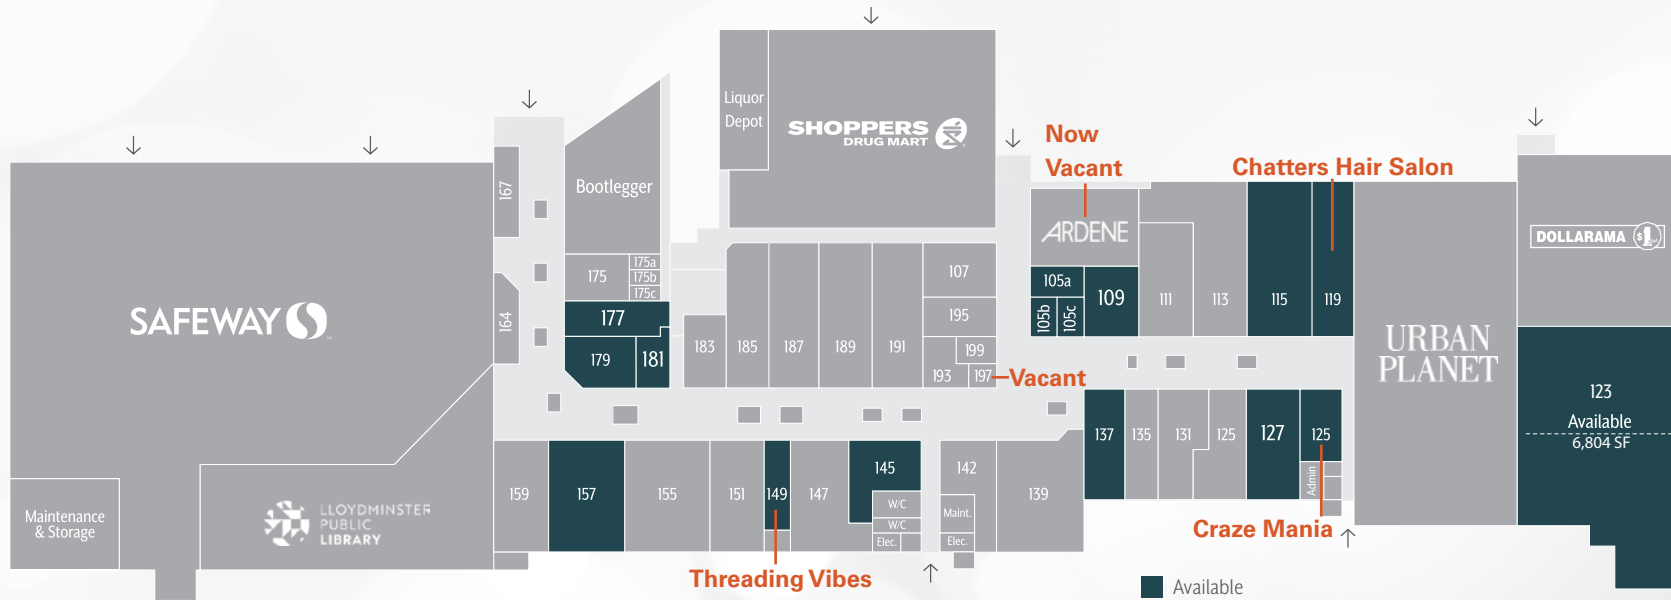 SAFEWAY
Maintenance
& Storage
LLOYDMINSTER
PUBLIC
LIBRARY
167
164
Bootlegger
175
175a
175b
175c
177
179
181
Liquor
Depot
SHOPPERS
DRUG MART
183
185
187
189
191
107
195
199
193
197
Vacant
Now
Vacant
ARDENE
105a
105b
105c
109
111
113
115
119
Chatters Hair Salon
URBAN
PLANET
DOLLARAMA $1
123
Available
6,804 SF
159
157
155
151
149
147
145
W/C
W/C
Elec.
142
Maint.
Elec.
139
137
135
131
125
127
125
Admin
Craze Mania
Threading Vibes
Available